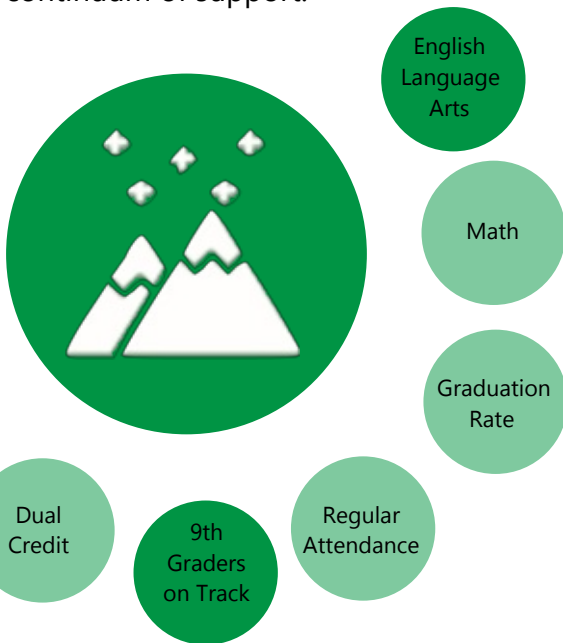 continuum of support.
English
Language
Arts
Math
Graduation
Rate
Regular
Attendance
9th
Graders
on Track
Dual
Credit